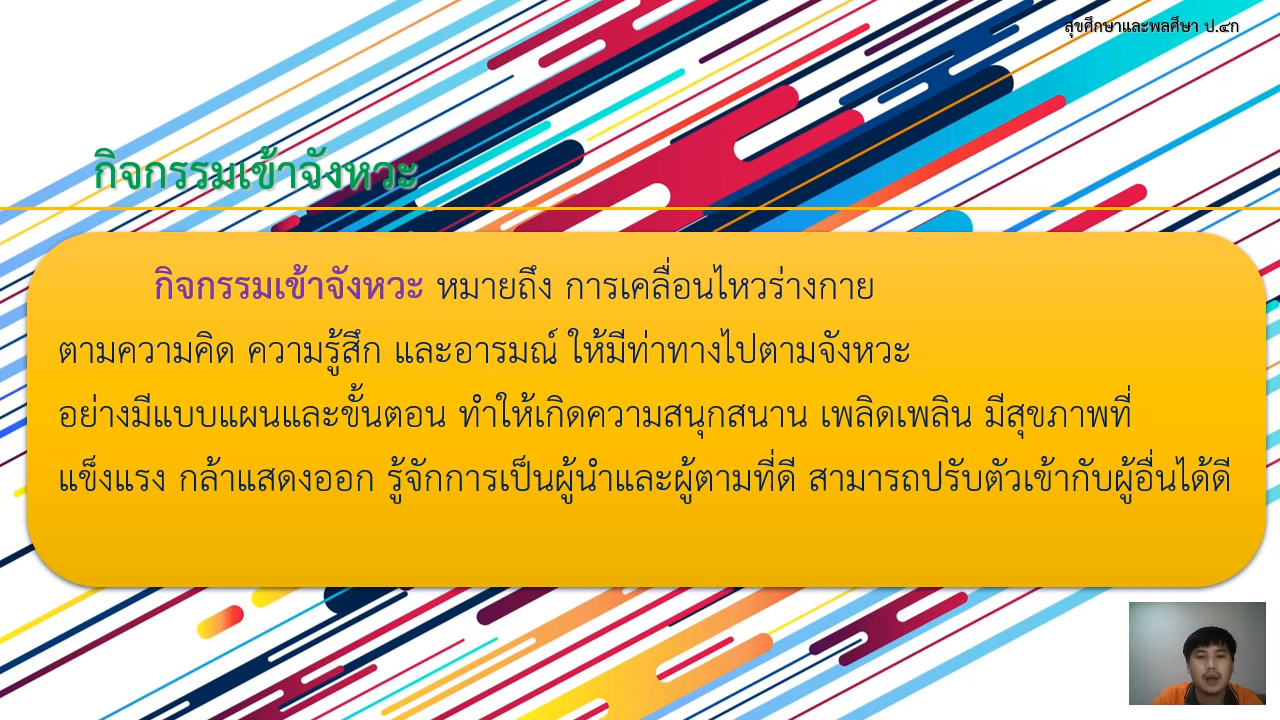 สุขศึกษาและพลศึษา ป.๔ก
กิจกรรมเข้าจังหวะ
กิจกรรมเข้าจังหวะ หมายถึง การเคลื่อนไหวร่างกาย
ตามความคิด ความรู้สึก และอารมณ์ ให้มีท่าทางไปตามจังหวะ
อย่างมีแบบแผนและขั้นตอน ทำให้เกิดความสนุกสนาน เพลิดเพลิน มีสุขภาพที่
แข็งแรง กล้าแสดงออก รู้จักการเป็นผู้นำและผู้ตามที่ดี สามารถปรับตัวเข้ากับผู้อื่นได้ดี